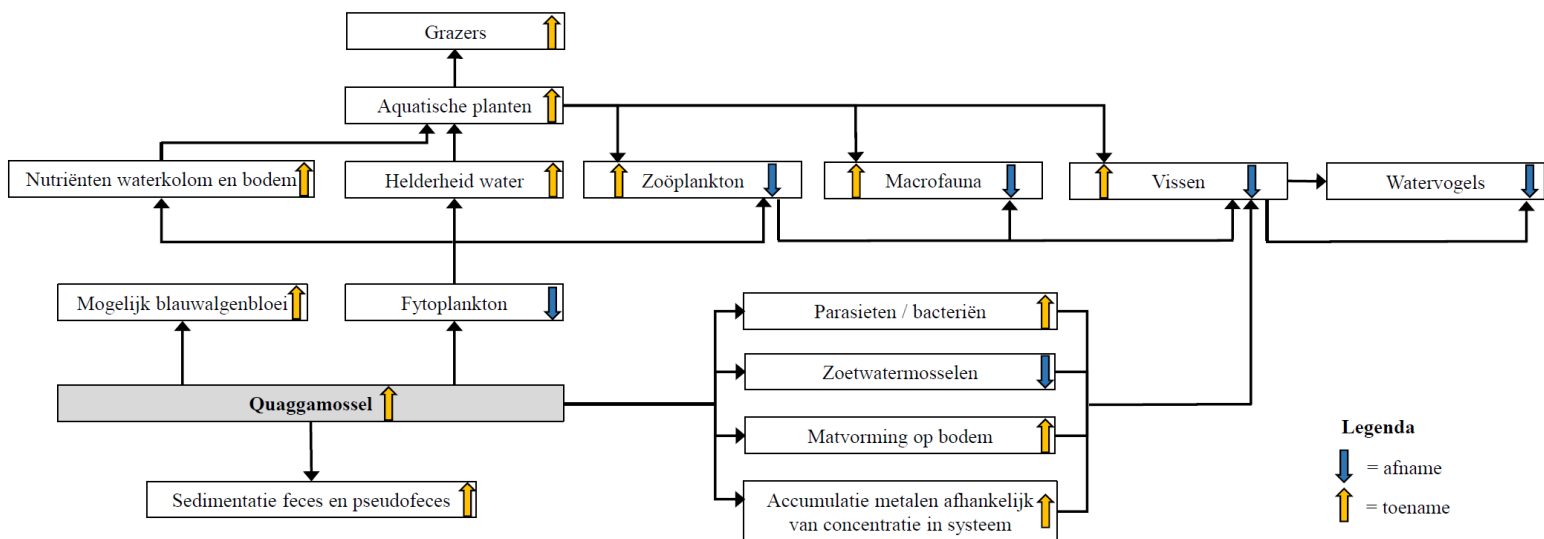 Grazers
Aquatische planten
Nutriënten waterkolom en bodem
Helderheid water
Zoöplankton
Macrofauna
Vissen
Watervogels
Mogelijk blauwalgenbloei
Fytoplankton
Parasieten / bacteriën
Zoetwatermosselen
Quaggamossel
Matvorming op bodem
Sedimentatie feces en pseudofeces
Accumulatie metalen afhankelijk
van concentratie in systeem
Legenda
= afname
= toename